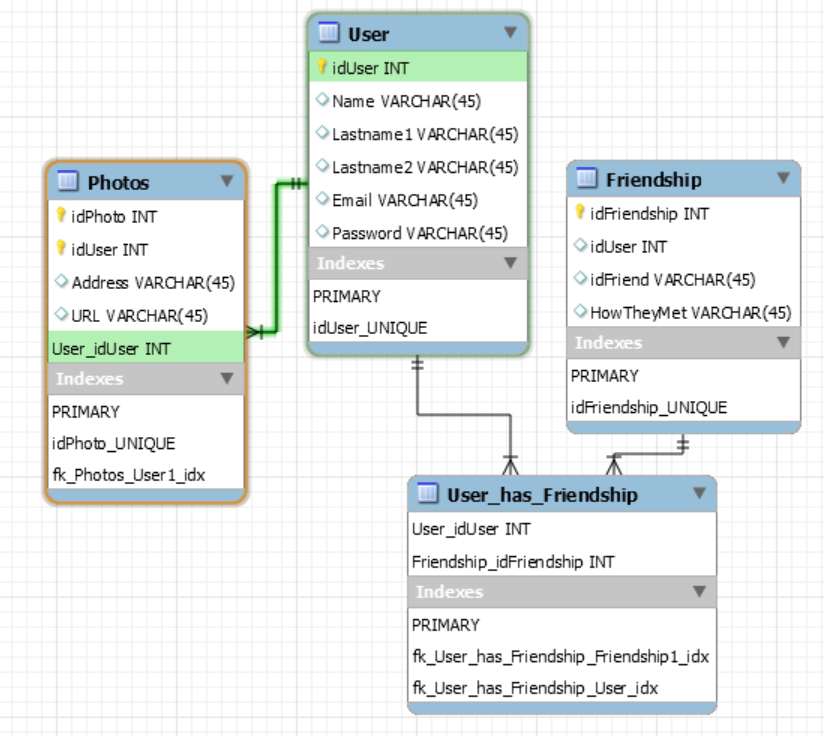 User
idUser INT
Name VARCHAR(45)
Lastname1 VARCHAR(45)
Lastname2 VARCHAR(45)
Email VARCHAR(45)
Password VARCHAR(45)
Indexes
PRIMARY
idUser_UNIQUE
Photos
idPhoto INT
idUser INT
Address VARCHAR(45)
URL VARCHAR(45)
User_idUser INT
Indexes
PRIMARY
idPhoto_UNIQUE
fk_Photos_User1_idx
Friendship
idFriendship INT
idUser INT
idFriend VARCHAR(45)
HowTheyMet VARCHAR(45)
Indexes
PRIMARY
idFriendship_UNIQUE
User_has_Friendship
User_idUser INT
Friendship_idFriendship INT
Indexes
PRIMARY
fk_User_has_Friendship_Friendship1_idx
fk_User_has_Friendship_User_idx